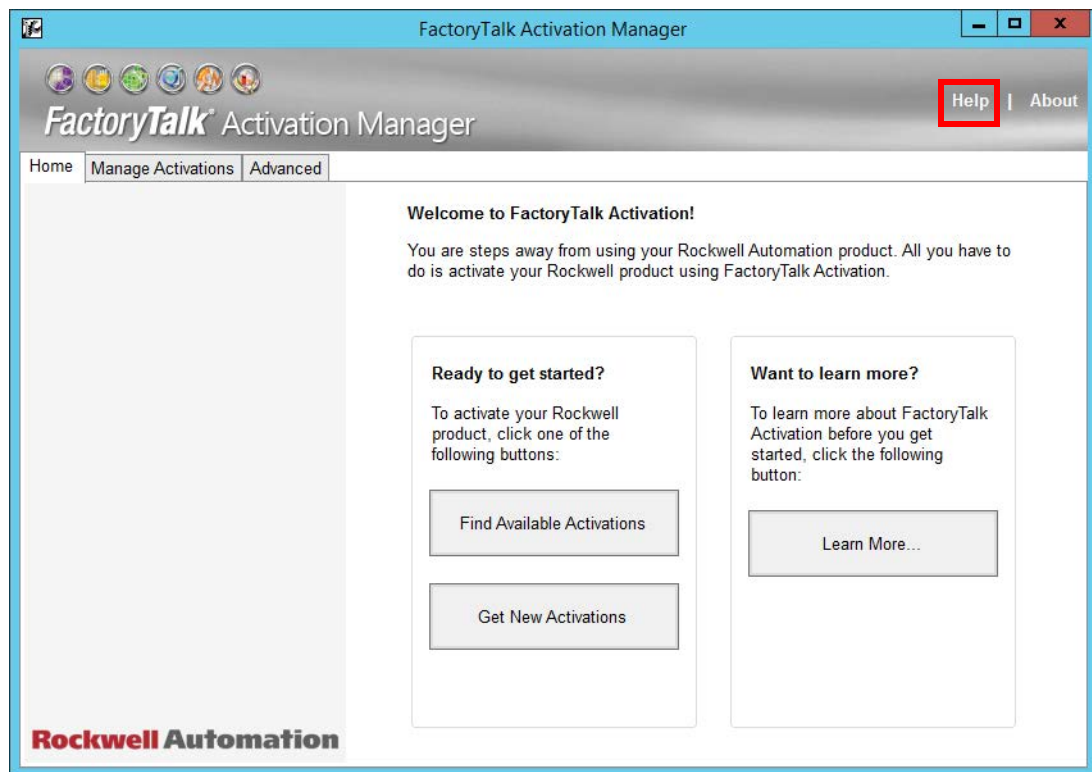 FactoryTalk Activation Manager
FactoryTalk Activation Manager
Help | About
Home Manage Activations Advanced
Welcome to FactoryTalk Activation!
You are steps away from using your Rockwell Automation product. All you have to
do is activate your Rockwell product using FactoryTalk Activation.
Ready to get started?
To activate your Rockwell
product, click one of the
following buttons:
Find Available Activations
Get New Activations
Want to learn more?
To learn more about FactoryTalk
Activation before you get
started, click the following
button:
Learn More...
Rockwell Automation